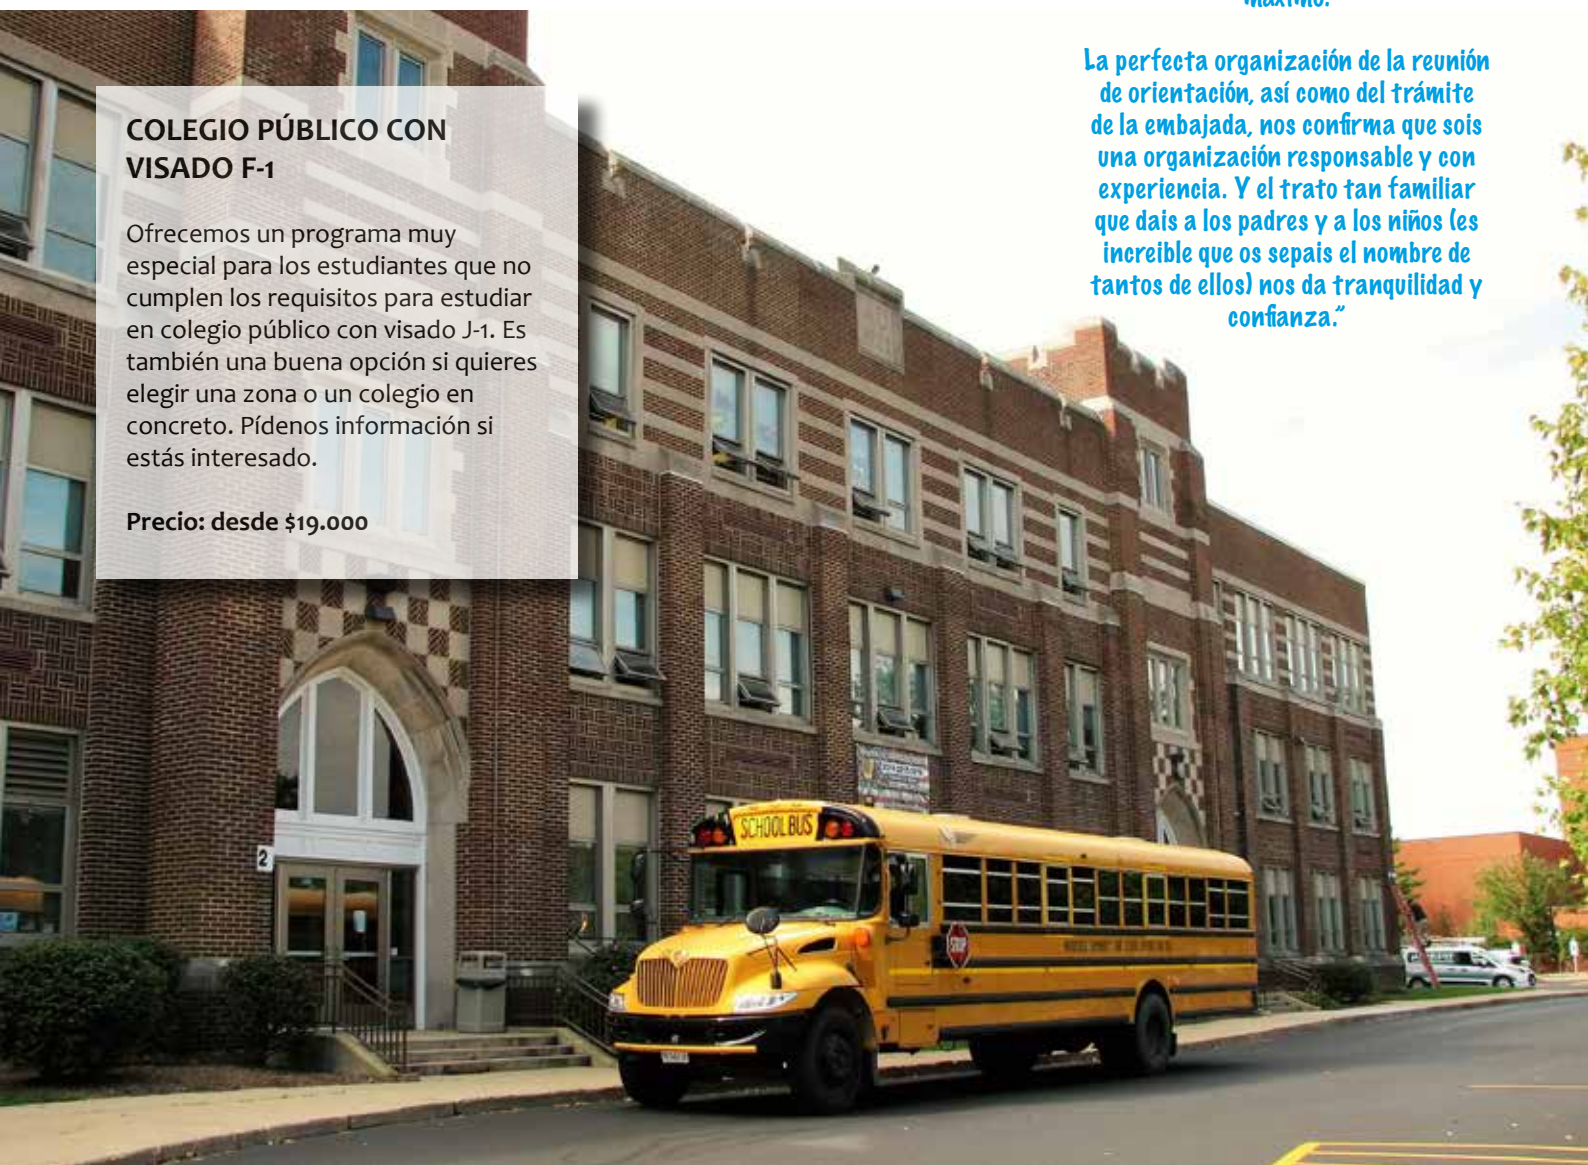 máximo.
La perfecta organización de la reunión
de orientación, así como del trámite
de la embajada, nos confirma que sois
una organización responsable y con
experiencia. Y el trato tan familiar
que dais a los padres y a los niños (es
increible que os sepais el nombre de
tantos de ellos) nos da tranquilidad y
confianza.”
COLEGIO PÚBLICO CON
VISADO F-1
Ofrecemos un programa muy
especial para los estudiantes que no
cumplen los requisitos para estudiar
en colegio público con visado J-1. Es
también una buena opción si quieres
elegir una zona o un colegio en
concreto. Pídenos información si
estás interesado.
Precio: desde $19.000
SCHOOL BUS
2
STOP